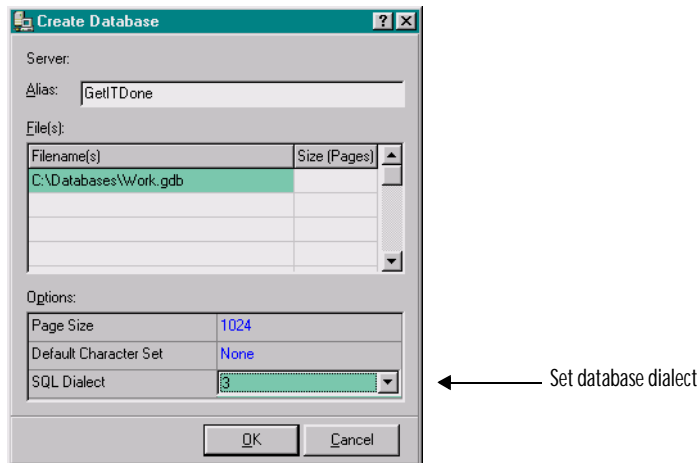 Create Database
Server:
Alias: GetITDone
File(s):
Filename(s) Size (Pages)
C:\Databases\Work.gdb
Options:
Page Size 1024
Default Character Set None
SQL Dialect 3
Set database dialect
OK Cancel